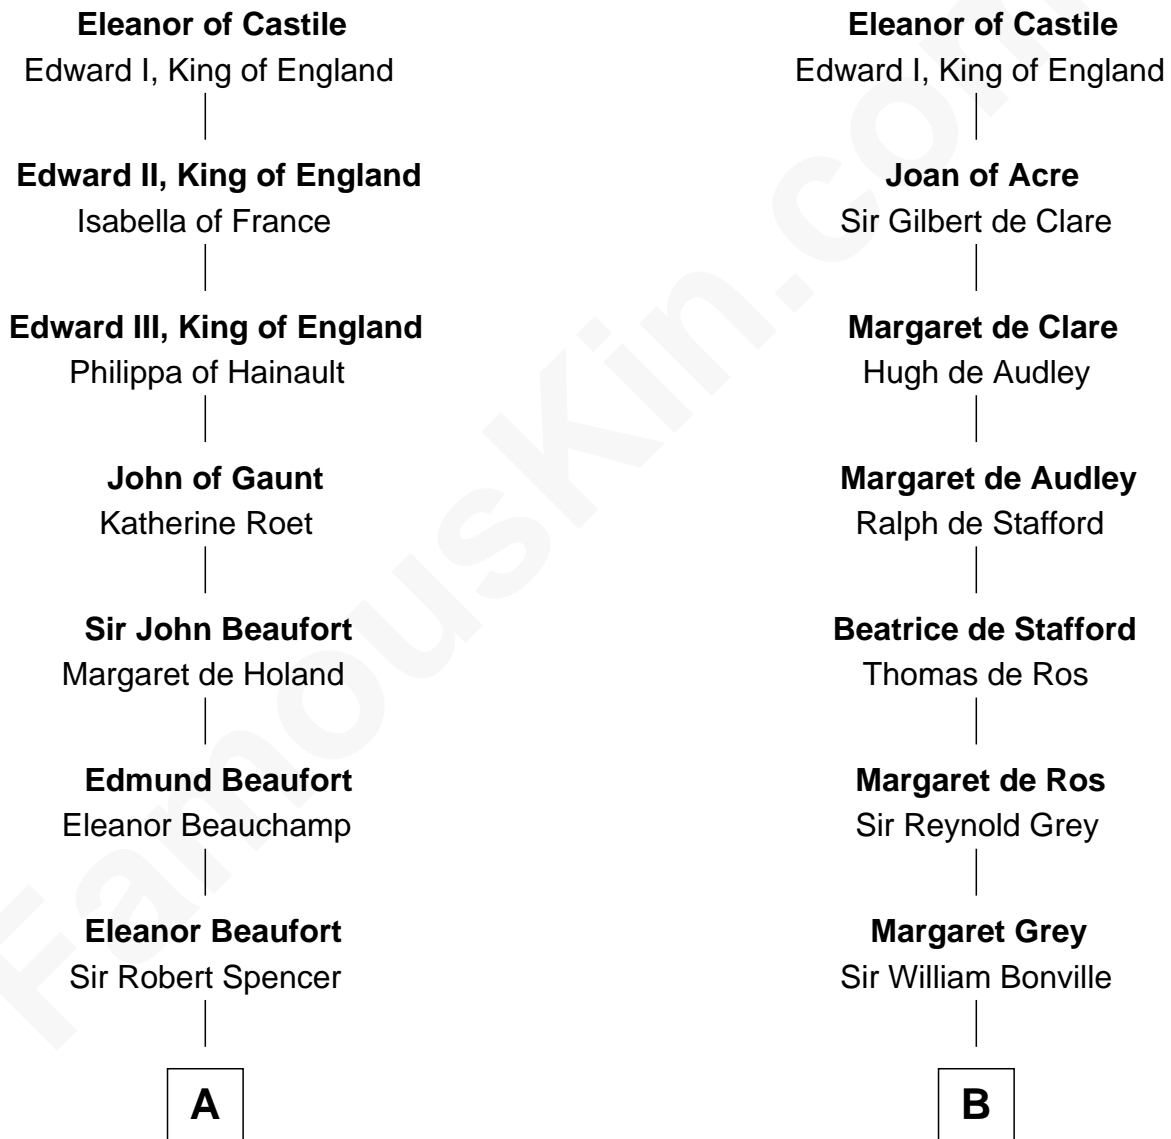 Eleanor of Castile
Edward I, King of England
Edward II, King of England
Isabella of France
Edward III, King of England
Philippa of Hainault
John of Gaunt
Katherine Roet
Sir John Beaufort
Margaret de Holand
Edmund Beaufort
Eleanor Beauchamp
Eleanor Beaufort
Sir Robert Spencer
A
Eleanor of Castile
Edward I, King of England
Joan of Acre
Sir Gilbert de Clare
Margaret de Clare
Hugh de Audley
Margaret de Audley
Ralph de Stafford
Beatrice de Stafford
Thomas de Ros
Margaret de Ros
Sir Reynold Grey
Margaret Grey
Sir William Bonville
B
FamousKin.com